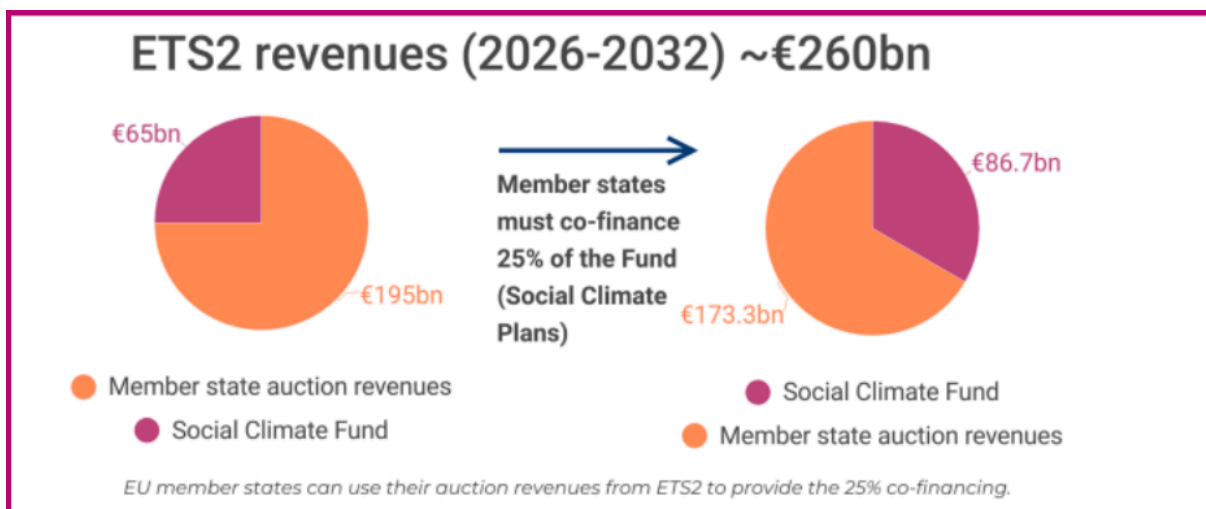 ETS2 revenues (2026-2032) ~€260bn
€65bn
€195bn
Member states
must co-finance
25% of the Fund
(Social Climate
Plans)
€86.7bn
€173.3bn
Member state auction revenues
Social Climate Fund
Social Climate Fund
Member state auction revenues
EU member states can use their auction revenues from ETS2 to provide the 25% co-financing.